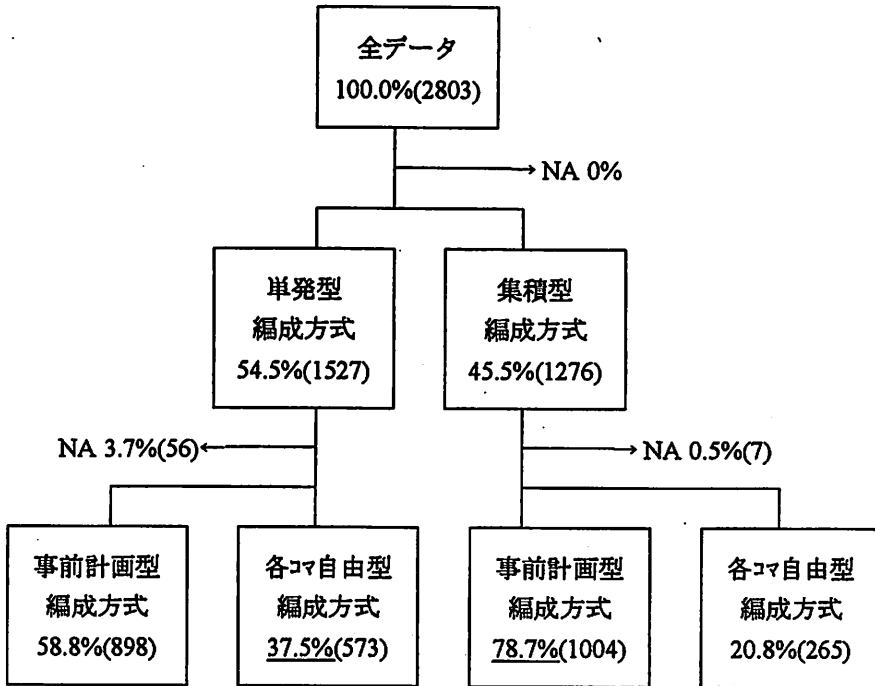 全データ
100.0%(2803)
NA 0%
単発型
編成方式
54.5%(1527)
集積型
編成方式
45.5%(1276)
NA 3.7%(56)
NA 0.5%(7)
事前計画型
編成方式
58.8%(898)
各コマ自由型
編成方式
37.5%(573)
事前計画型
編成方式
78.7%(1004)
各コマ自由型
編成方式
20.8%(265)